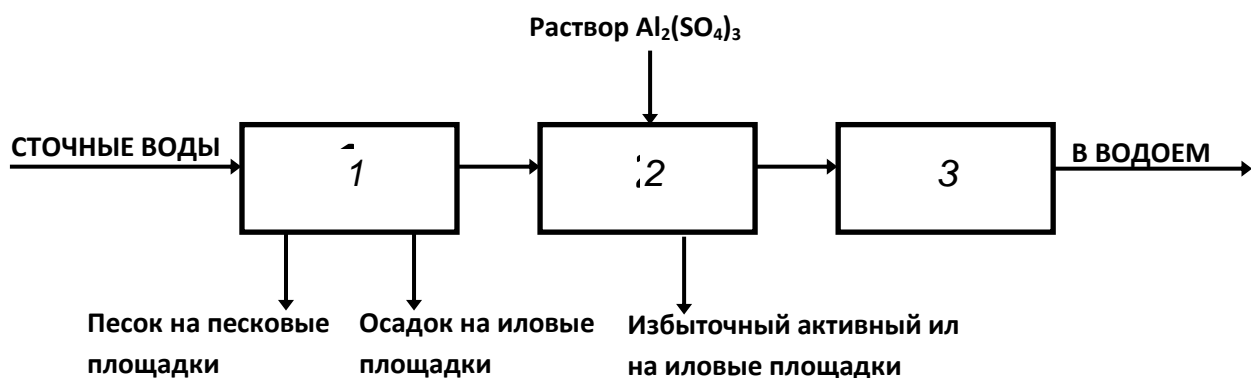 Раствор Al₂(SO₄)₃
СТОЧНЫЕ ВОДЫ
1
2
3
В ВОДОЕМ
Песок на песковые
площадки
Осадок на иловые
площадки
Избыточный активный ил
на иловые площадки